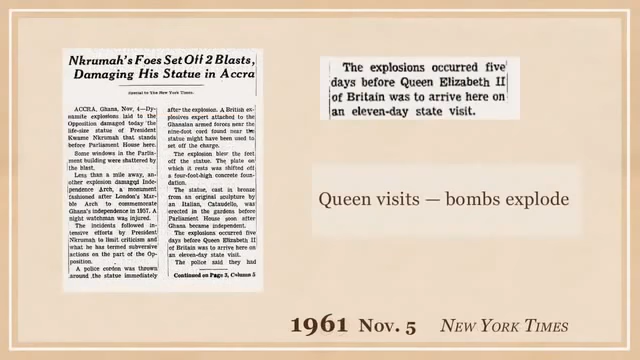 Nkrumah's Foes Set Off 2 Blasts,
Damaging His Statue in Accra
Special to The New York Times.
ACCRA, Ghana, Nov. 4—Dy-
namite explosions laid to the
Opposition damaged today the
life-size statue of President
Kwame Nkrumah that stands
before Parliament House here.
Some windows in the Parlia-
ment building were shattered by
the blast.
Less than a mile away, an-
other explosion damaged Inde-
pendence Arch, a monument
fashioned after London's Mar-
ble Arch to commemorate
Ghana's independence in 1957. A
night watchman was injured.
The incidents followed in-
tensive efforts by President
Nkrumah to limit criticism and
what he has termed subversive
actions on the part of the Op-
position.
A police cordon was thrown
around the statue immediately
after the explosion. A British ex-
plosives expert attached to the
Ghanaian armed forces near the
nine-foot cord found near the
statue might have been used to
set off the charge.
The explosion blew the feet
off the statue. The plate on
which it rests was shifted off
a four-foot-high concrete foun-
dation.
The statue, cast in bronze
from an original sculpture by
an Italian, Cataudella, was
erected in the gardens before
Parliament House soon after
Ghana became independent.
The explosions occurred five
days before Queen Elizabeth II
of Britain was to arrive here on
an eleven-day state visit.
The police said they had
Continued on Page 3, Column 5
The explosions occurred five
days before Queen Elizabeth II
of Britain was to arrive here on
an eleven-day state visit.
Queen visits — bombs explode
1961 Nov. 5 New York Times